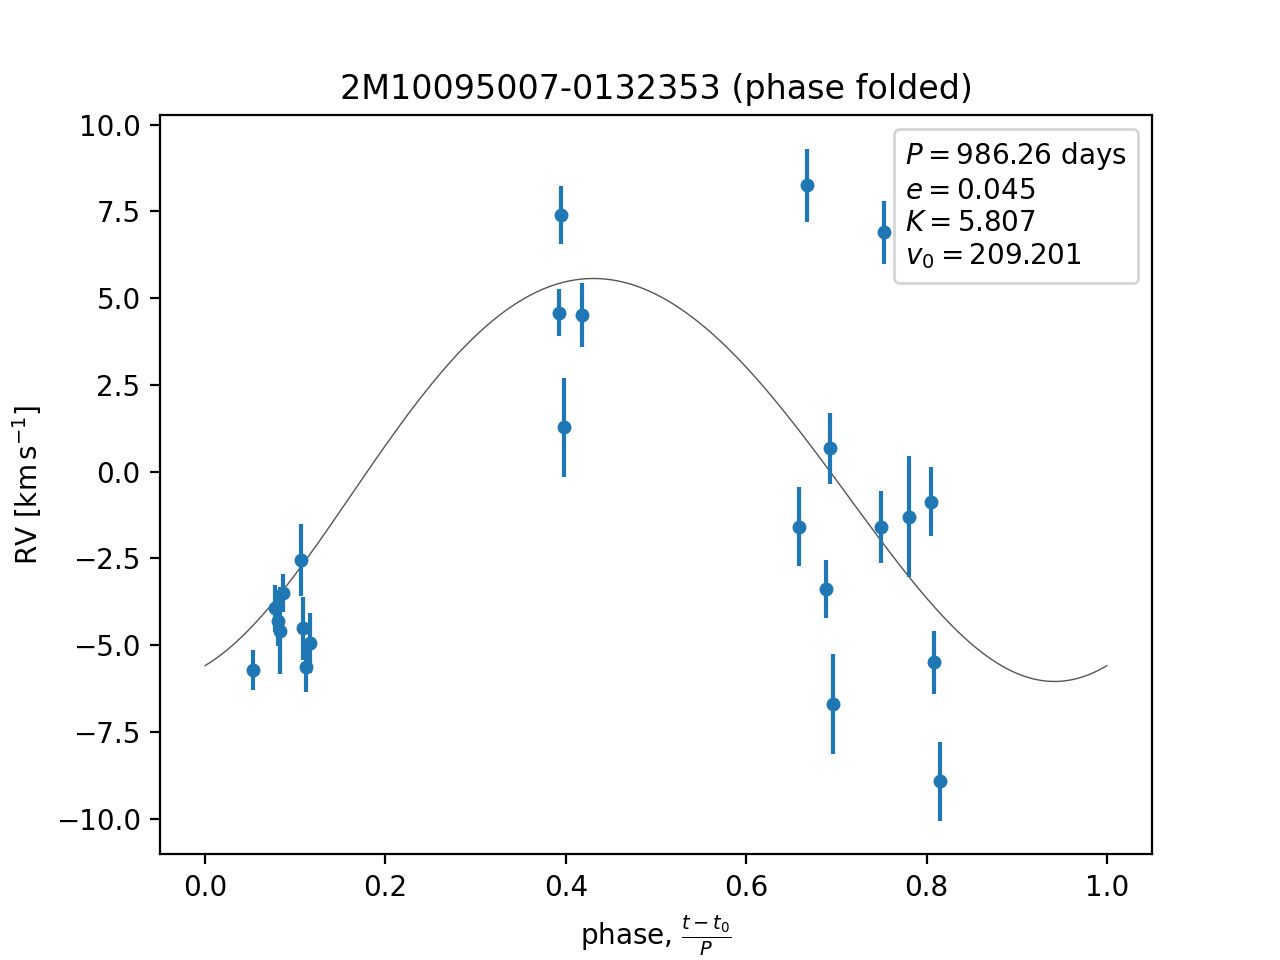 2M10095007-0132353 (phase folded)
P = 986.26 days
e = 0.045
K = 5.807
v₀ = 209.201
10.0
7.5
5.0
2.5
0.0
−2.5
−5.0
−7.5
−10.0
RV [km s⁻¹]
0.0 0.2 0.4 0.6 0.8 1.0
phase, (t − t₀)/P